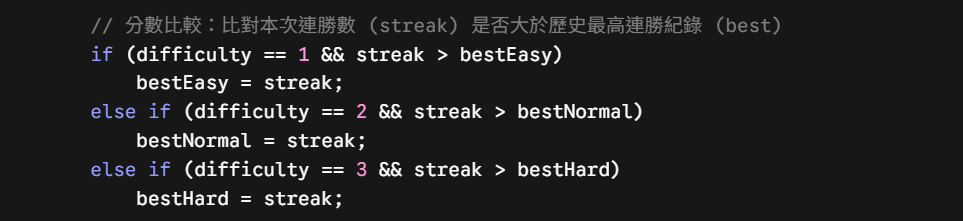 // 分數比較：比對本次連勝數 (streak) 是否大於歷史最高連勝紀錄 (best)
if (difficulty == 1 && streak > bestEasy)
    bestEasy = streak;
else if (difficulty == 2 && streak > bestNormal)
    bestNormal = streak;
else if (difficulty == 3 && streak > bestHard)
    bestHard = streak;